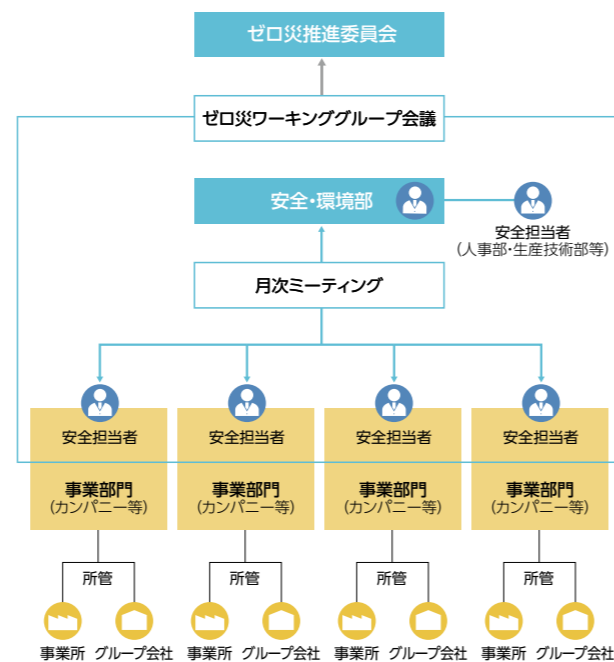 ゼロ災推進委員会
ゼロ災ワーキンググループ会議
安全・環境部
安全担当者
（人事部・生産技術部等）
月次ミーティング
安全担当者 安全担当者 安全担当者 安全担当者
事業部門 事業部門 事業部門 事業部門
（カンパニー等） （カンパニー等） （カンパニー等） （カンパニー等）
所管 所管 所管 所管
事業所 グループ会社 事業所 グループ会社 事業所 グループ会社 事業所 グループ会社